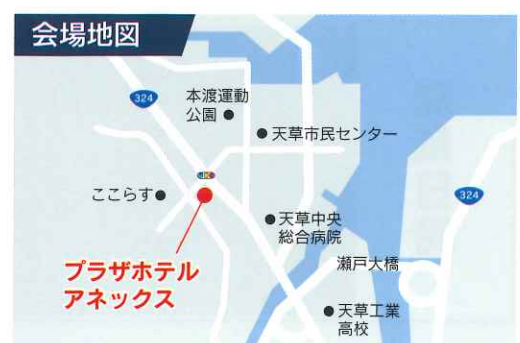 会場地図
324
本渡運動
公園
天草市民センター
ここらす
324
天草中央
総合病院
プラザホテル
アネックス
瀬戸大橋
天草工業
高校